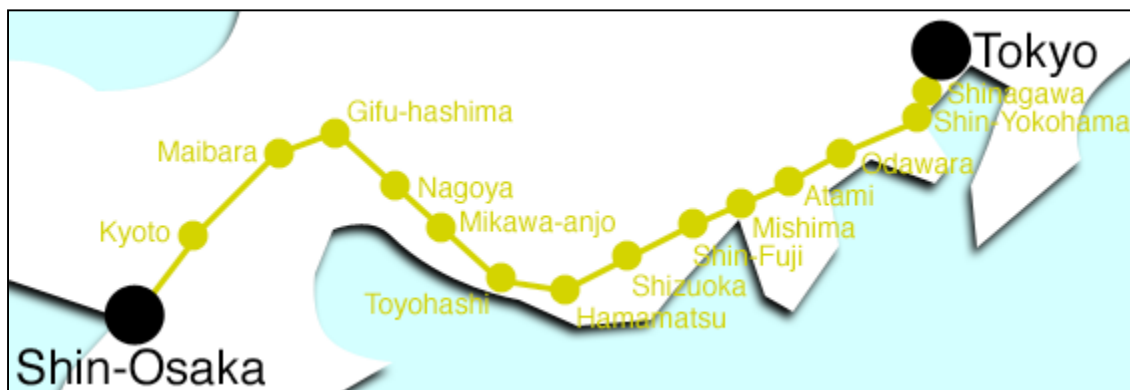 Tokyo
Shinagawa
Gifu-hashima
Shin-Yokohama
Maibara
Odawara
Nagoya
Atami
Mikawa-anjo
Mishima
Kyoto
Shin-Fuji
Shizuoka
Toyohashi
Hamamatsu
Shin-Osaka